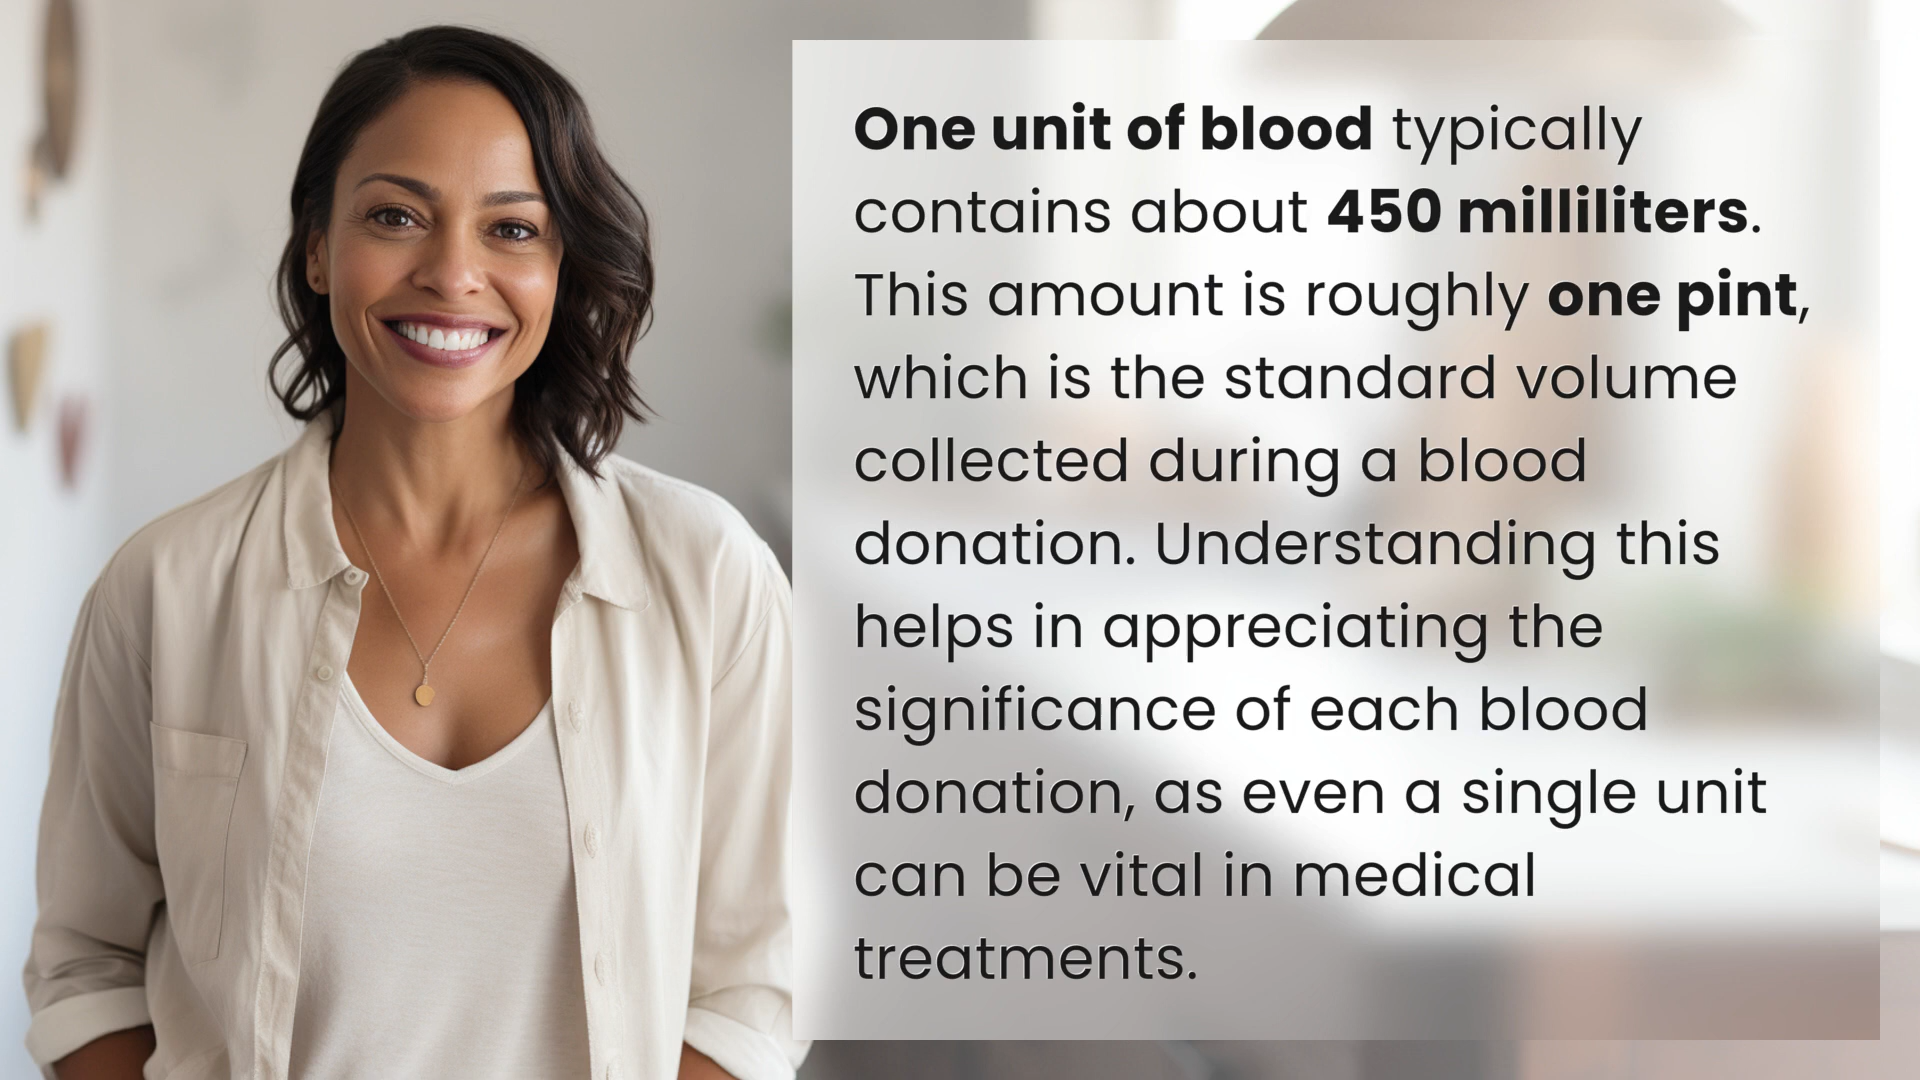 One unit of blood typically
contains about 450 milliliters.
This amount is roughly one pint,
which is the standard volume
collected during a blood
donation. Understanding this
helps in appreciating the
significance of each blood
donation, as even a single unit
can be vital in medical
treatments.